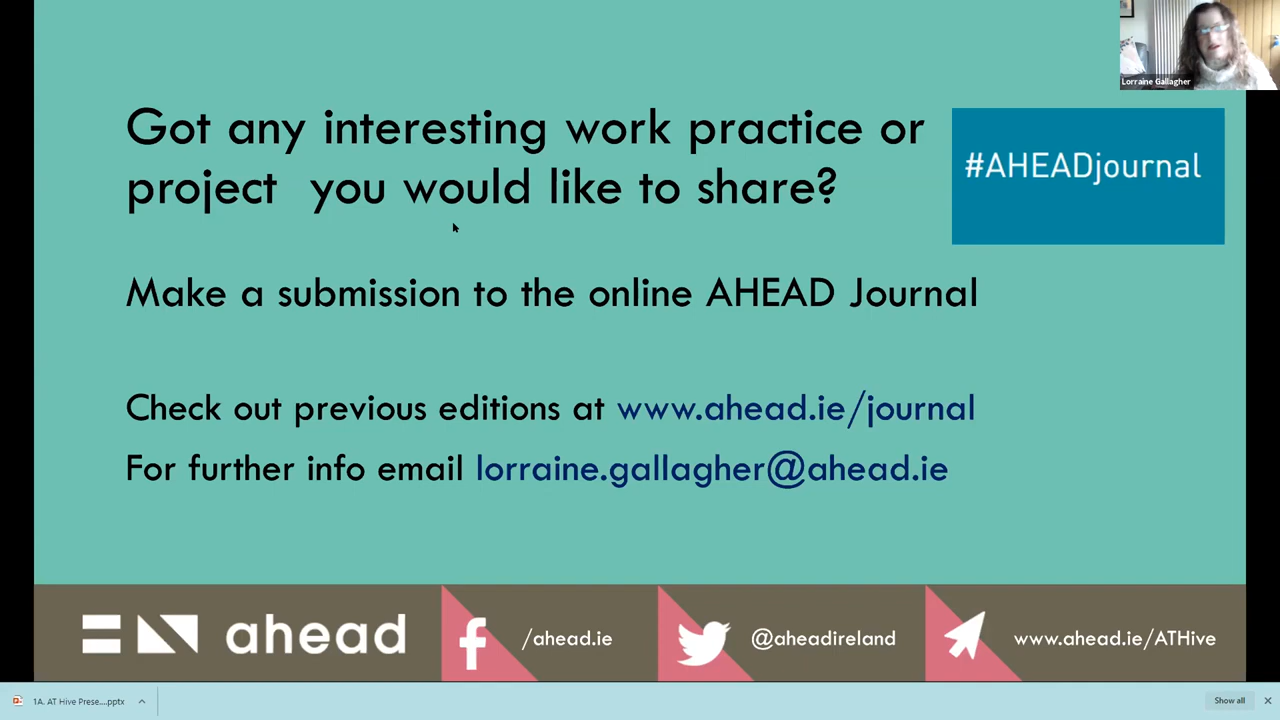 Lorraine Gallagher
Got any interesting work practice or
project you would like to share?
#AHEADjournal
Make a submission to the online AHEAD Journal
Check out previous editions at www.ahead.ie/journal
For further info email lorraine.gallagher@ahead.ie
ahead
/ahead.ie
@aheadireland
www.ahead.ie/ATHive
1A. AT Hive Prese....pptx
Show all